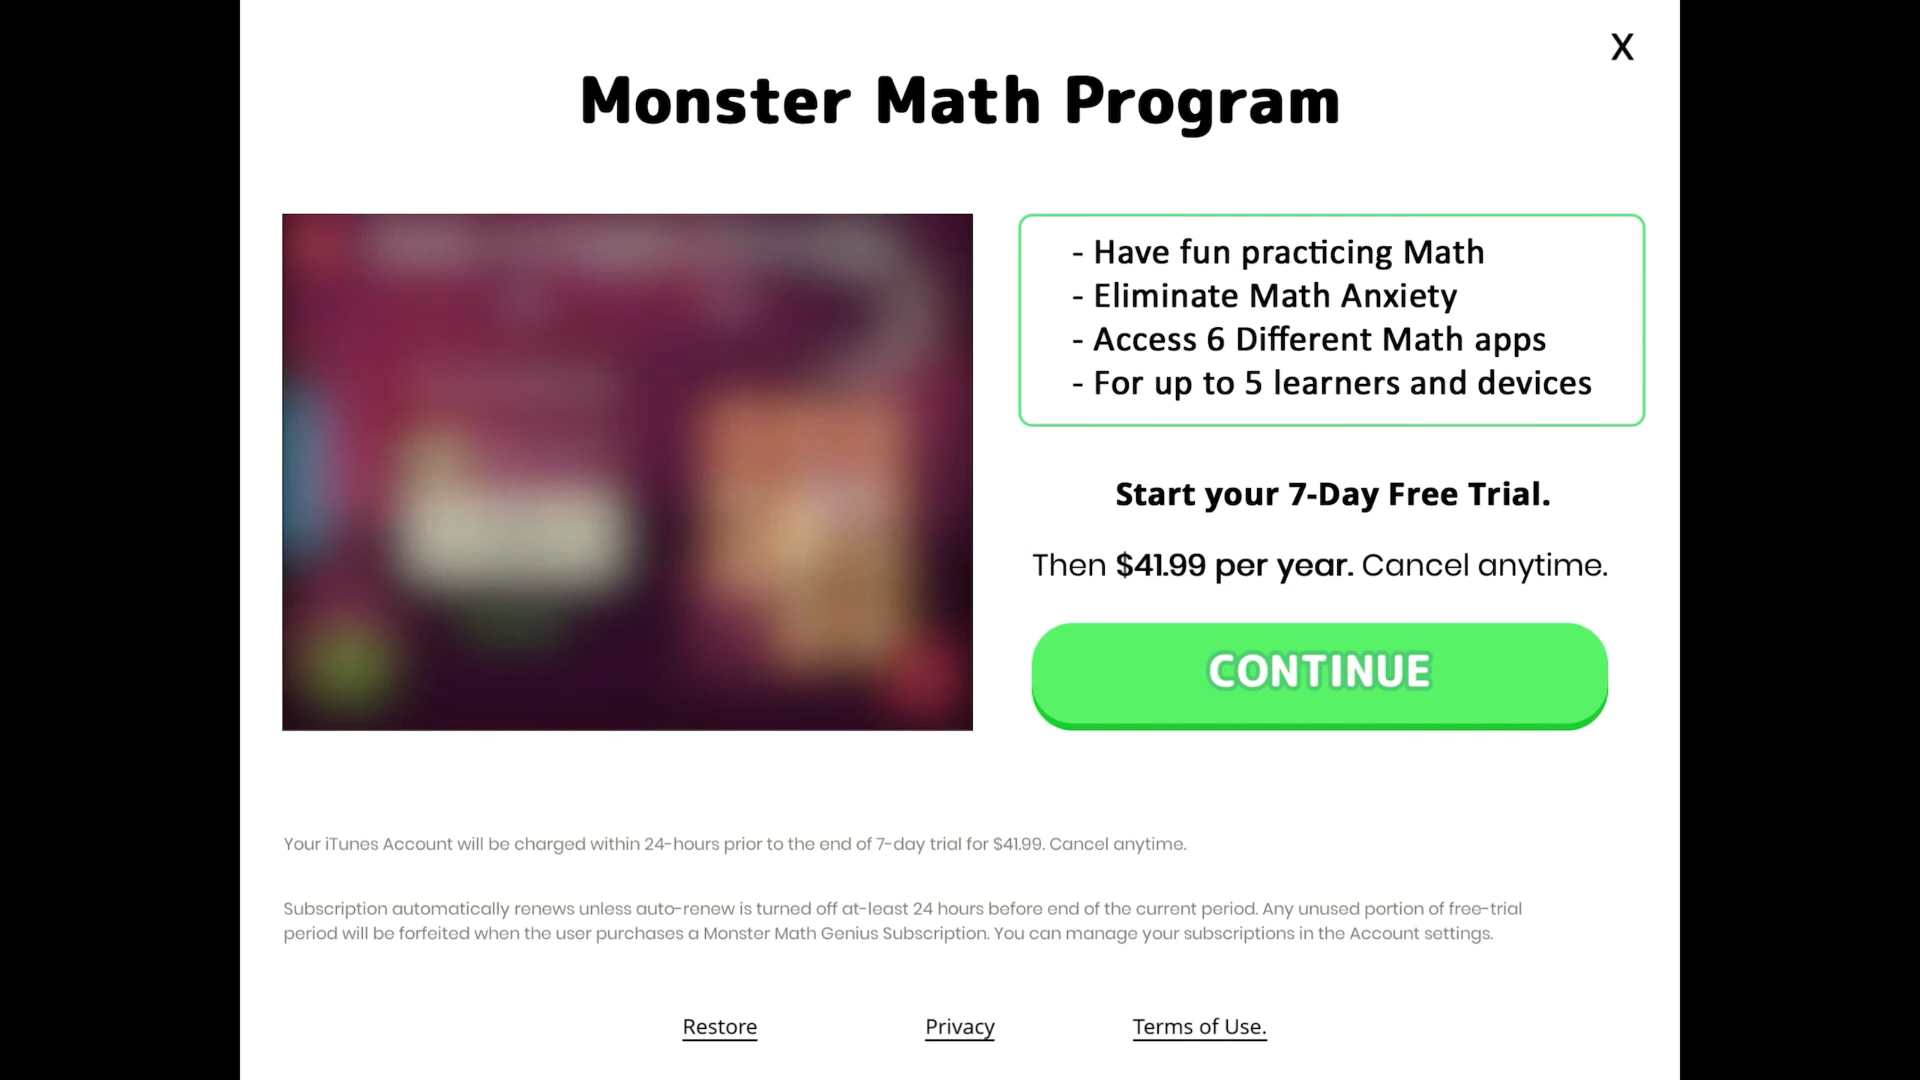 X
Monster Math Program
- Have fun practicing Math
- Eliminate Math Anxiety
- Access 6 Different Math apps
- For up to 5 learners and devices
Start your 7-Day Free Trial.
Then $41.99 per year. Cancel anytime.
CONTINUE
Your iTunes Account will be charged within 24-hours prior to the end of 7-day trial for $41.99. Cancel anytime.
Subscription automatically renews unless auto-renew is turned off at-least 24 hours before end of the current period. Any unused portion of free-trial
period will be forfeited when the user purchases a Monster Math Genius Subscription. You can manage your subscriptions in the Account settings.
Restore
Privacy
Terms of Use.